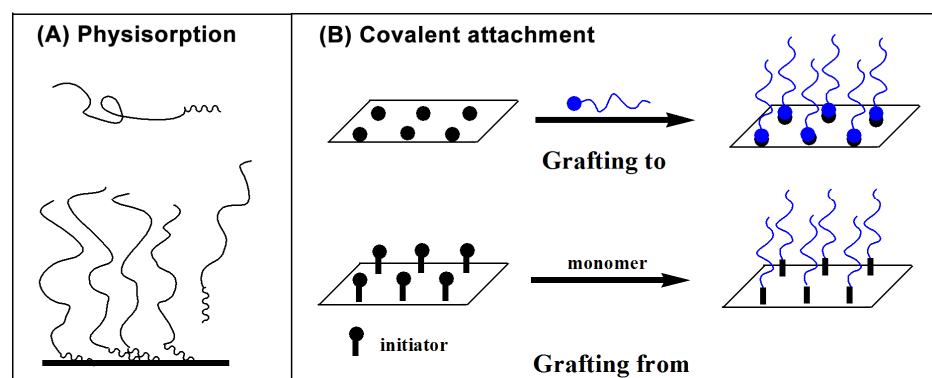 (A) Physisorption
(B) Covalent attachment
Grafting to
monomer
initiator
Grafting from